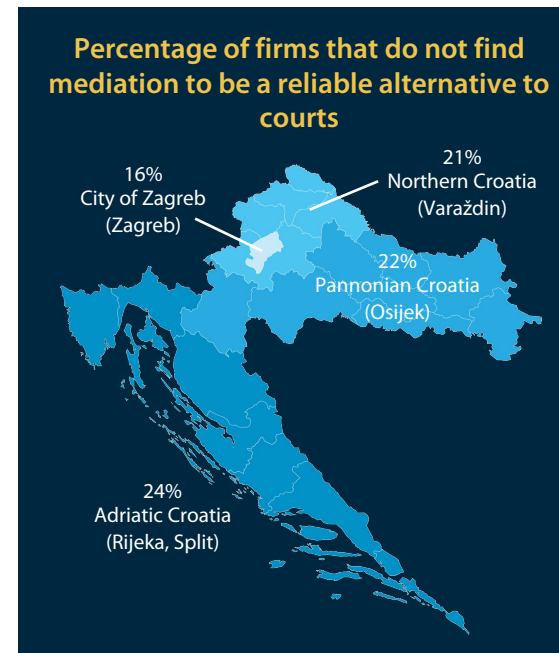 Percentage of firms that do not find
mediation to be a reliable alternative to
courts
16%
City of Zagreb
(Zagreb)
21%
Northern Croatia
(Varaždin)
22%
Pannonian Croatia
(Osijek)
24%
Adriatic Croatia
(Rijeka, Split)